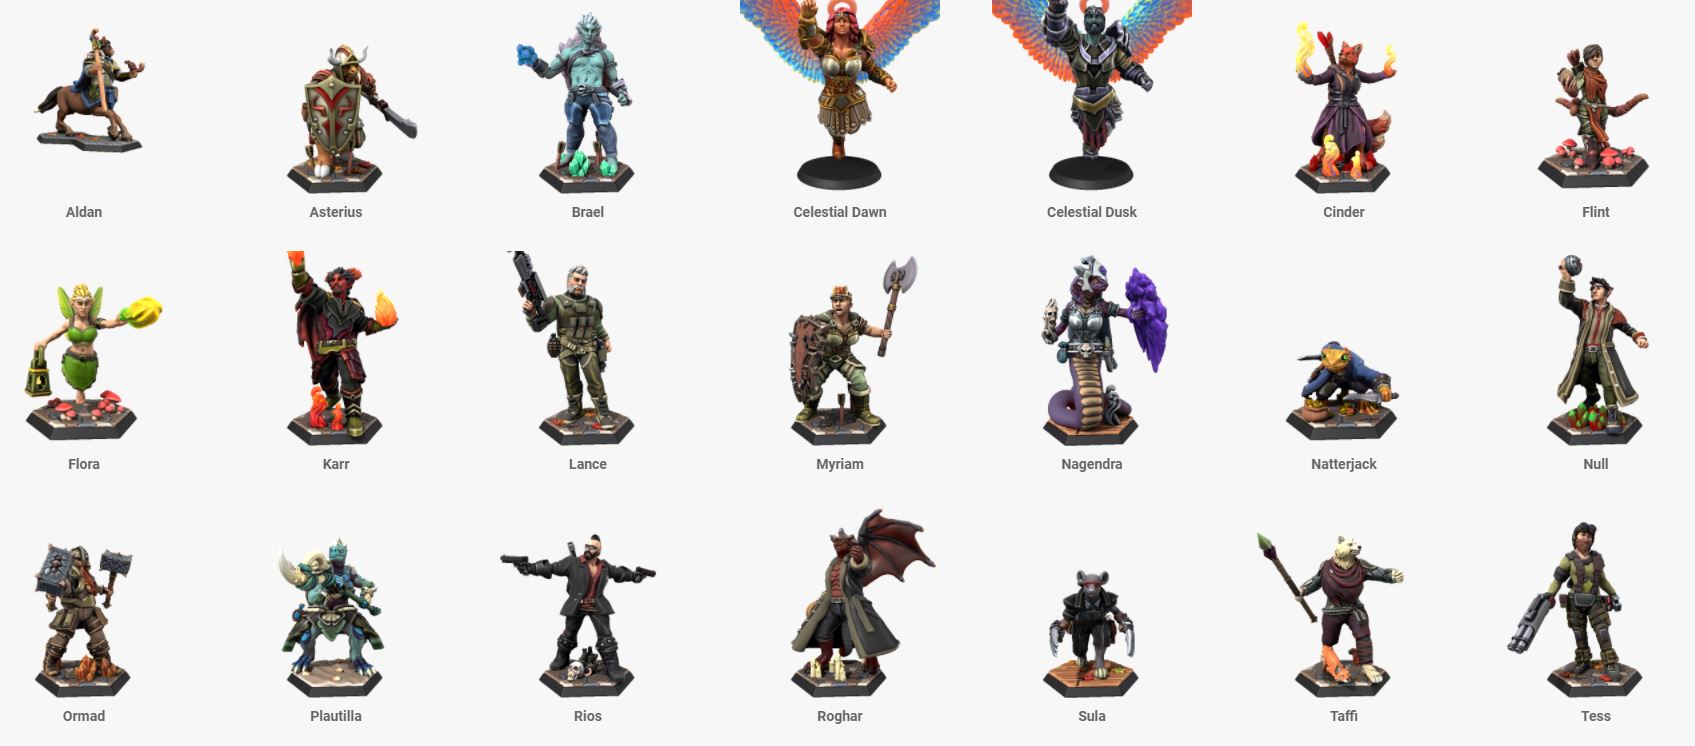 Aldan
Asterius
Brael
Celestial Dawn
Celestial Dusk
Cinder
Flint
Flora
Karr
Lance
Myriam
Nagendra
Natterjack
Null
Ormad
Plautilla
Rios
Roghar
Sula
Taffi
Tess